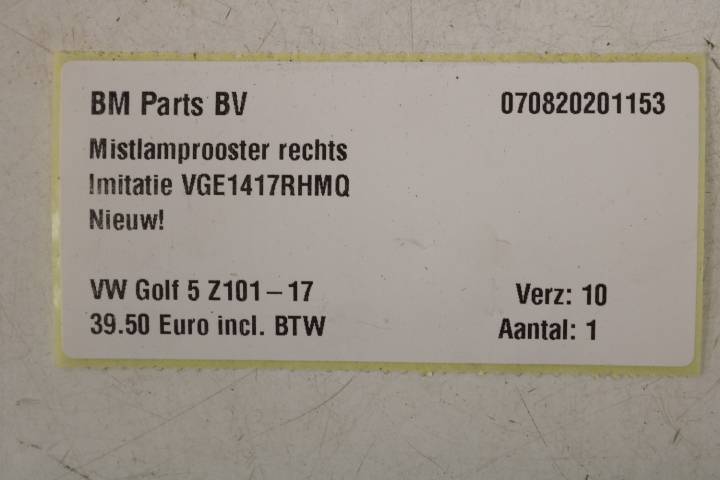 BM Parts BV 070820201153
Mistlamprooster rechts
Imitatie VGE1417RHMQ
Nieuw!
VW Golf 5 Z101-17 Verz: 10
39.50 Euro incl. BTW Aantal: 1